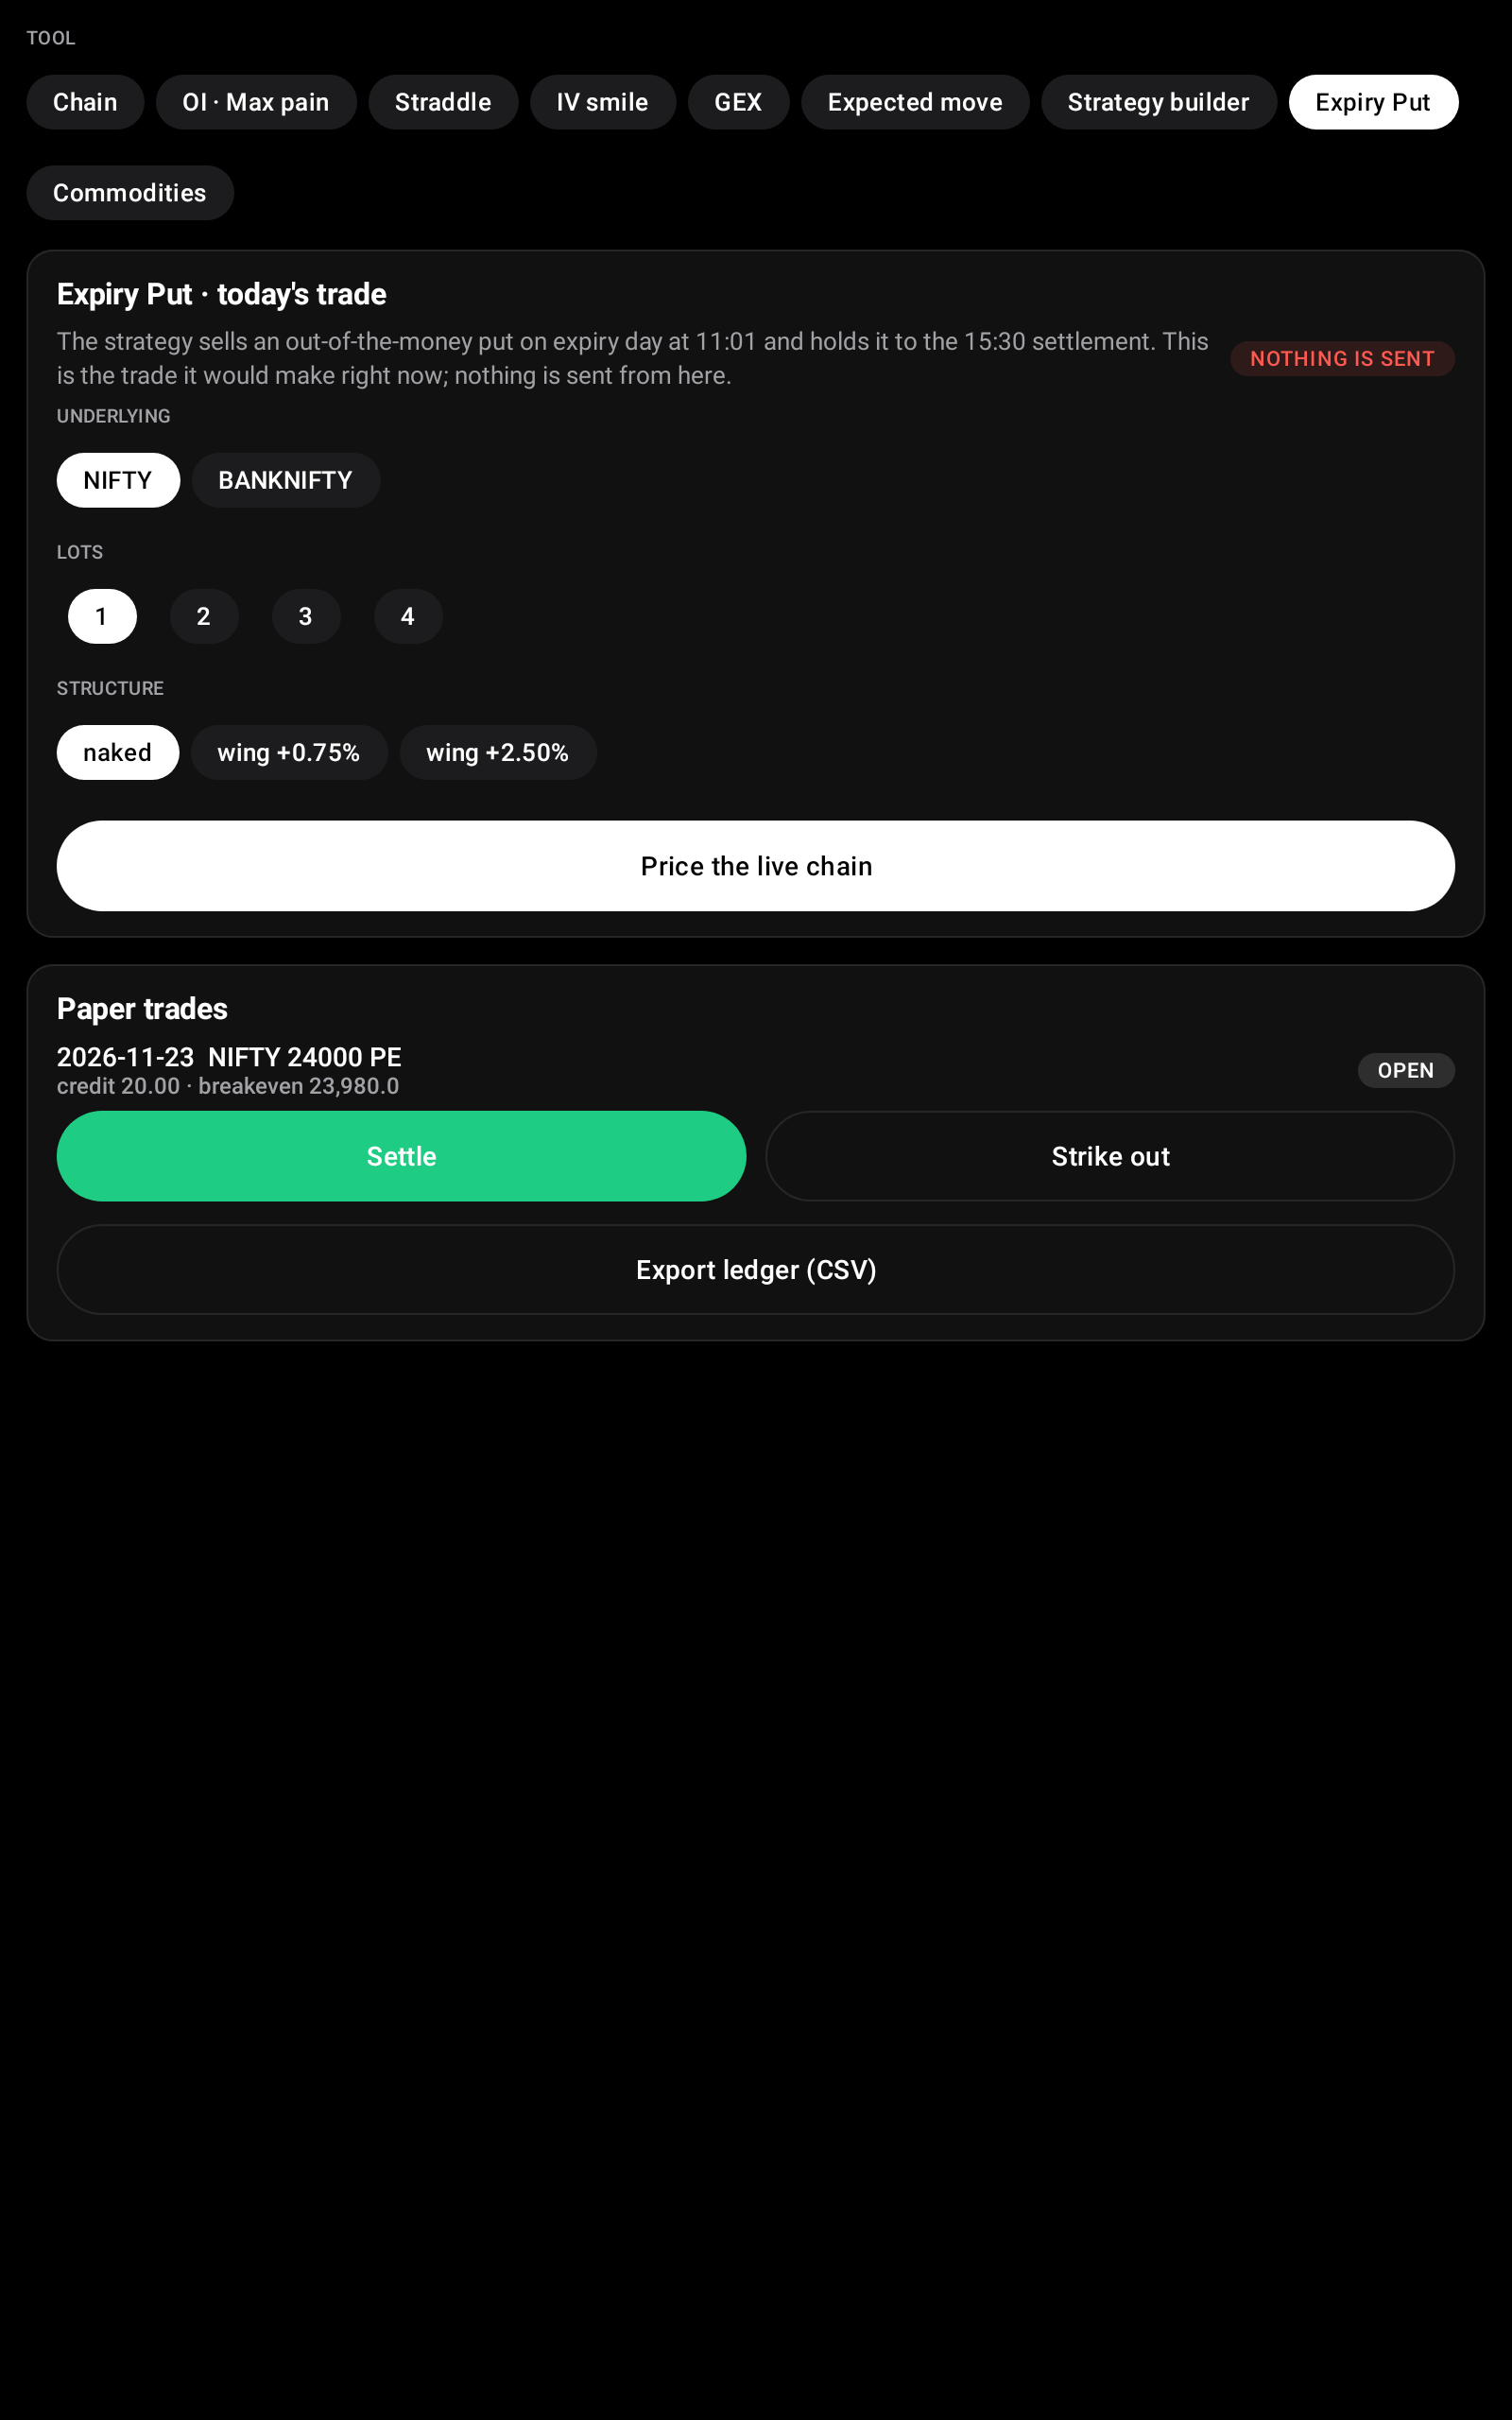 TOOL
Chain
OI · Max pain
Straddle
IV smile
GEX
Expected move
Strategy builder
Expiry Put
Commodities
Expiry Put · today's trade
The strategy sells an out-of-the-money put on expiry day at 11:01 and holds it to the 15:30 settlement. This
is the trade it would make right now; nothing is sent from here.
NOTHING IS SENT
UNDERLYING
NIFTY
BANKNIFTY
LOTS
1
2
3
4
STRUCTURE
naked
wing +0.75%
wing +2.50%
Price the live chain
Paper trades
2026-11-23 NIFTY 24000 PE
credit 20.00 · breakeven 23,980.0
OPEN
Settle
Strike out
Export ledger (CSV)